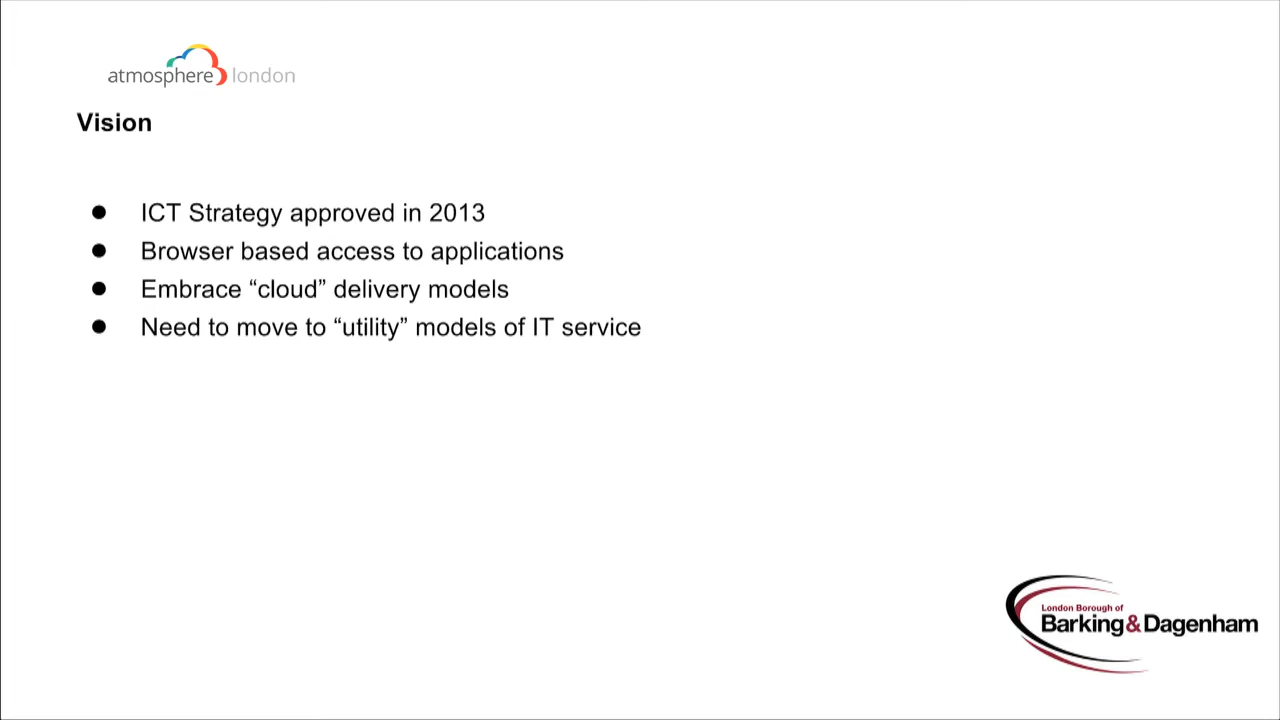 atmosphere london
Vision
● ICT Strategy approved in 2013
● Browser based access to applications
● Embrace “cloud” delivery models
● Need to move to “utility” models of IT service
London Borough of
Barking&Dagenham